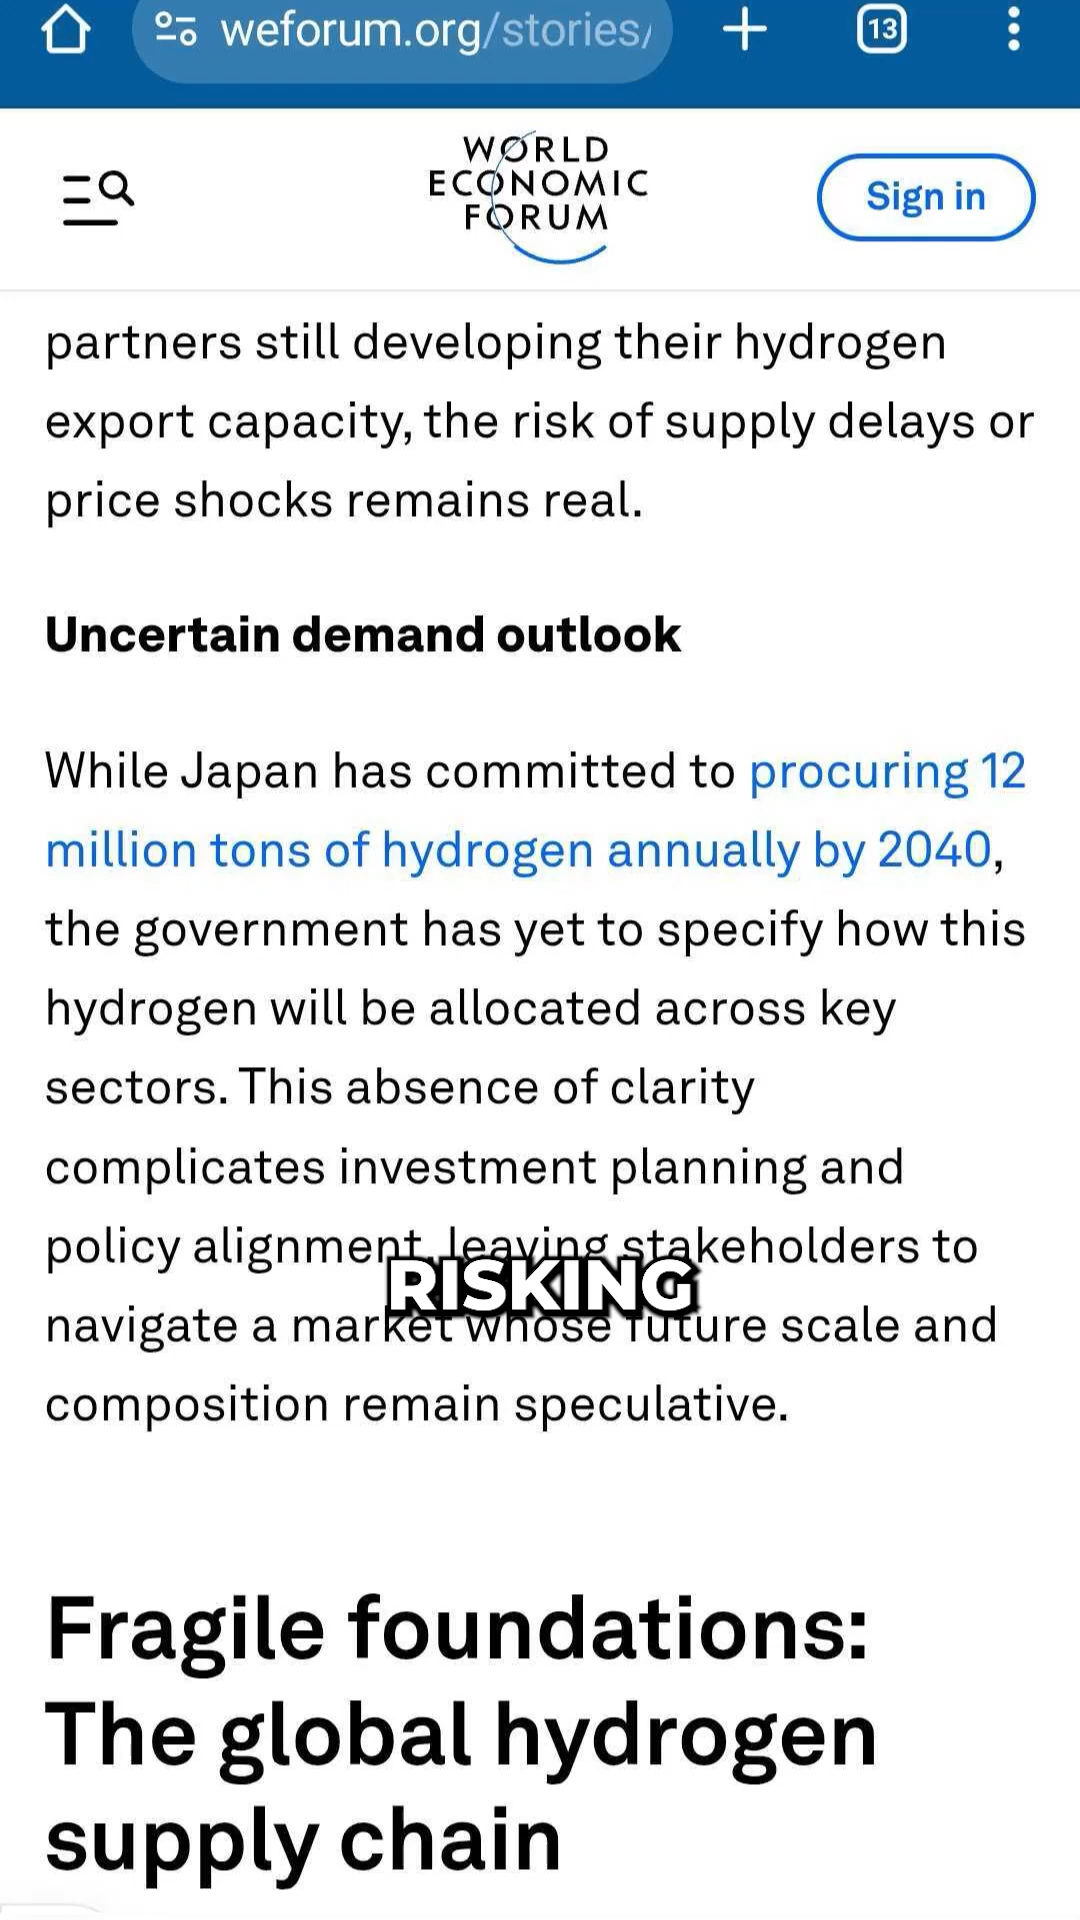 weforum.org/stories/
13
WORLD
ECONOMIC
FORUM
Sign in
partners still developing their hydrogen
export capacity, the risk of supply delays or
price shocks remains real.
Uncertain demand outlook
While Japan has committed to procuring 12
million tons of hydrogen annually by 2040,
the government has yet to specify how this
hydrogen will be allocated across key
sectors. This absence of clarity
complicates investment planning and
policy alignment, leaving stakeholders to
RISKING
navigate a market whose future scale and
composition remain speculative.
Fragile foundations:
The global hydrogen
supply chain